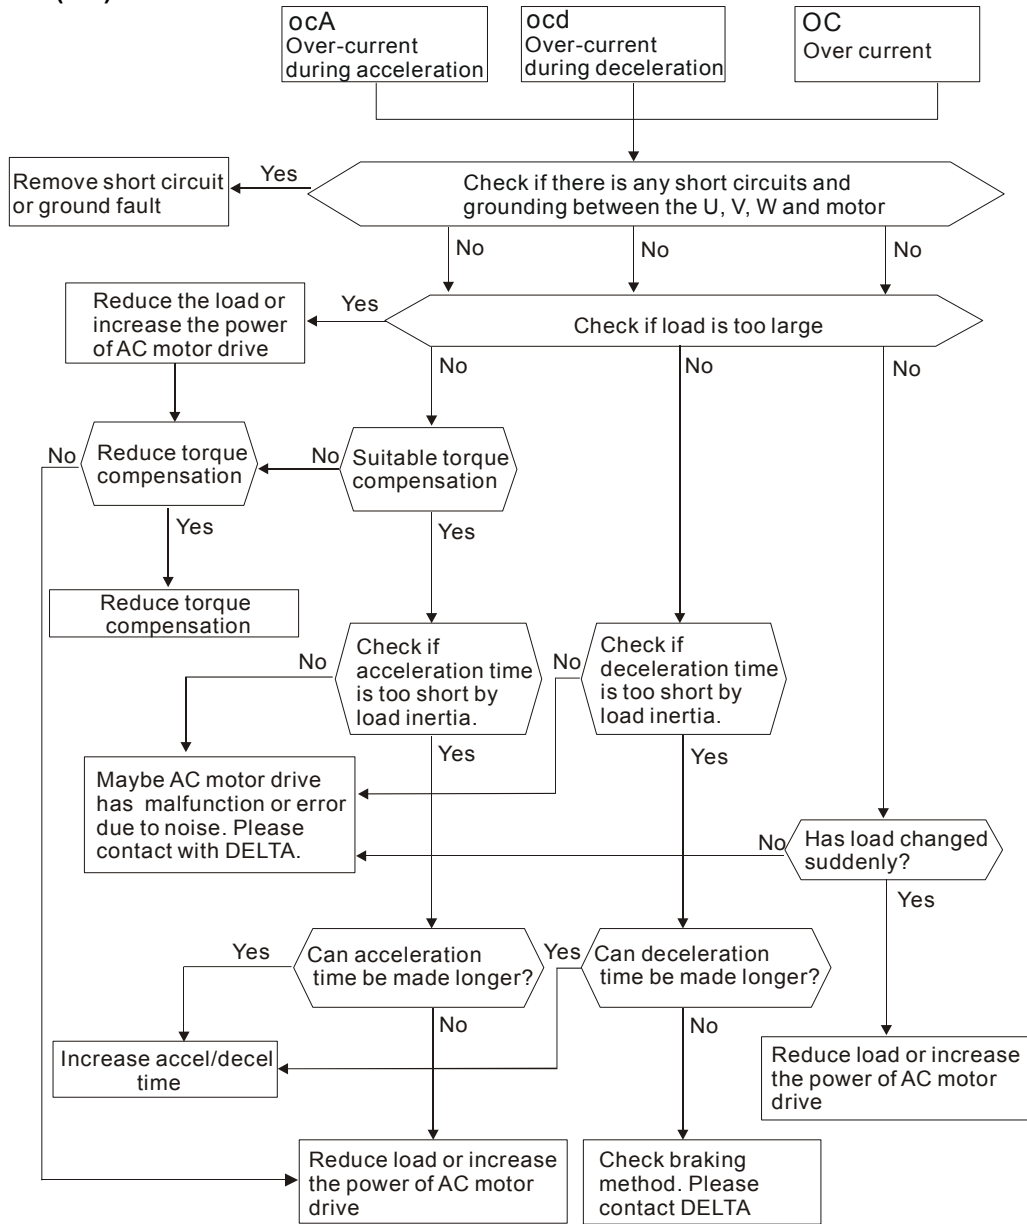 ocA
Over-current
during acceleration
ocd
Over-current
during deceleration
OC
Over current
Remove short circuit
or ground fault
Yes
Check if there is any short circuits and
grounding between the U, V, W and motor
No
No
No
Reduce the load or
increase the power
of AC motor drive
Yes
Check if load is too large
No
No
No
No
Reduce torque
compensation
No
Suitable torque
compensation
Yes
Yes
Reduce torque
compensation
No
Check if
acceleration time
is too short by
load inertia.
No
Check if
deceleration time
is too short by
load inertia.
Yes
Yes
Maybe AC motor drive
has malfunction or error
due to noise. Please
contact with DELTA.
No
Has load changed
suddenly?
Yes
Yes
Can acceleration
time be made longer?
Yes
Can deceleration
time be made longer?
No
No
Increase accel/decel
time
Reduce load or increase
the power of AC motor
drive
Reduce load or increase
the power of AC motor
drive
Check braking
method. Please
contact DELTA